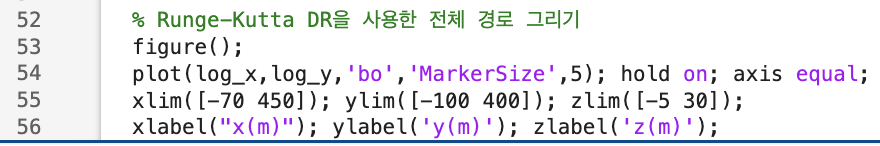 52 % Runge-Kutta DR을 사용한 전체 경로 그리기
53 figure();
54 plot(log_x,log_y,'bo','MarkerSize',5); hold on; axis equal;
55 xlim([-70 450]); ylim([-100 400]); zlim([-5 30]);
56 xlabel("x(m)"); ylabel('y(m)'); zlabel('z(m)');